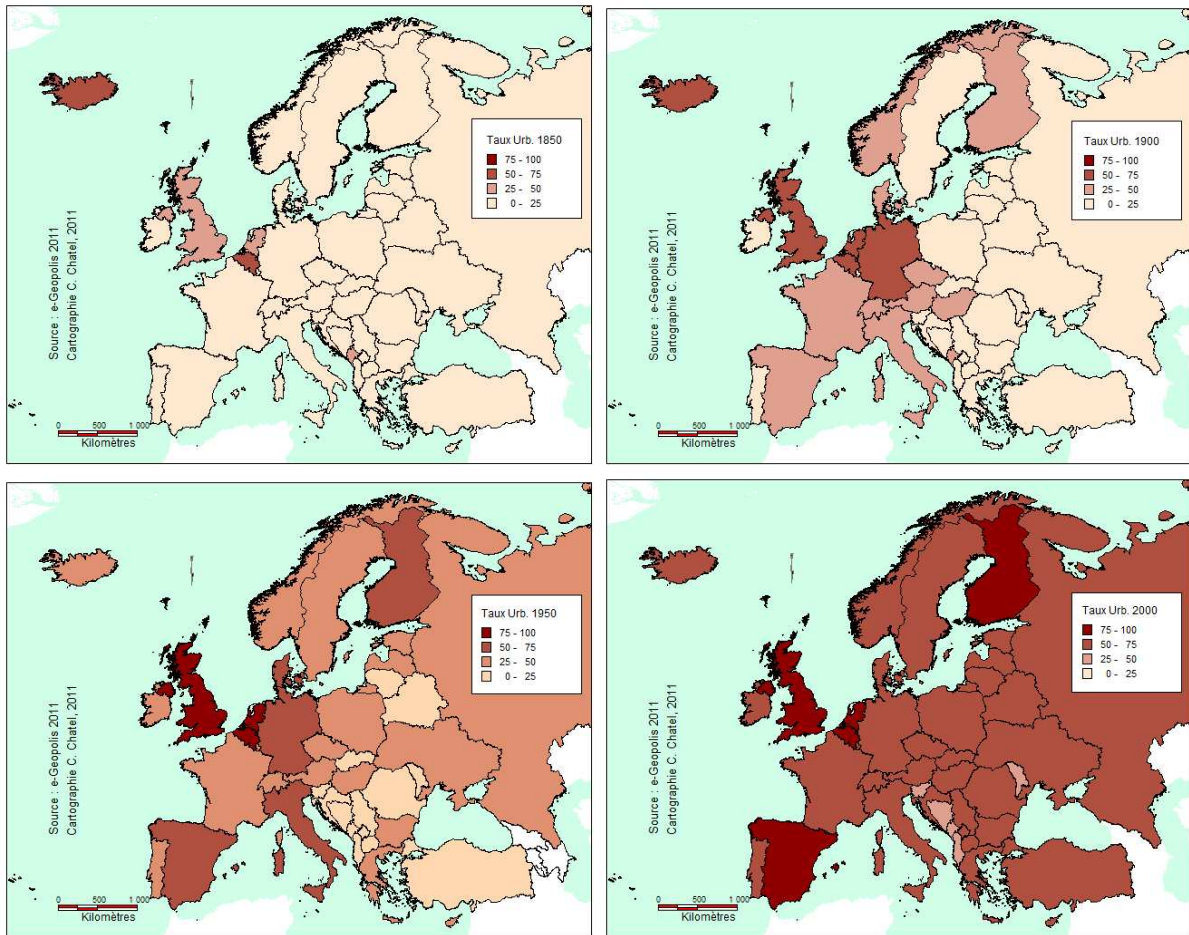 Taux Urb. 1850
75 - 100
50 - 75
25 - 50
0 - 25
Source : e-Geopolis 2011
Cartographie C. Chatel, 2011
0 500 1 000
Kilomètres
Taux Urb. 1900
75 - 100
50 - 75
25 - 50
0 - 25
Source : e-Geopolis 2011
Cartographie C. Chatel, 2011
0 500 1 000
Kilomètres
Taux Urb. 1950
75 - 100
50 - 75
25 - 50
0 - 25
Source : e-Geopolis 2011
Cartographie C. Chatel, 2011
0 500 1 000
Kilomètres
Taux Urb. 2000
75 - 100
50 - 75
25 - 50
0 - 25
Source : e-Geopolis 2011
Cartographie C. Chatel, 2011
0 500 1 000
Kilomètres